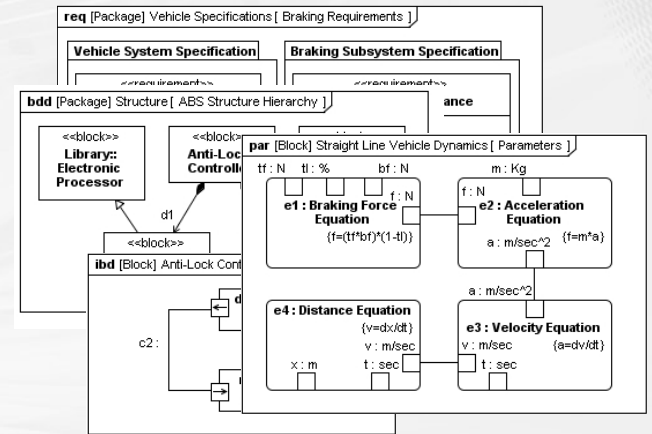 req [Package] Vehicle Specifications [ Braking Requirements ]
Vehicle System Specification
Braking Subsystem Specification
<<requirement>>
<<requirement>>
ance
bdd [Package] Structure [ ABS Structure Hierarchy ]
<<block>>
Library::
Electronic
Processor
<<block>>
Anti-Loc
Controlle
d1
<<block>>
ibd [Block] Anti-Lock Cont
c2 :
par [Block] Straight Line Vehicle Dynamics [ Parameters ]
tf : N tl : % bf : N
f : N
e1 : Braking Force
Equation
{f=(tf*bf)*(1-tl)}
m : Kg
f : N
e2 : Acceleration
Equation
a : m/sec^2 {f=m*a}
a : m/sec^2
e4 : Distance Equation
{v=dx/dt}
v : m/sec
x : m t : sec
e3 : Velocity Equation
v : m/sec {a=dv/dt}
t : sec